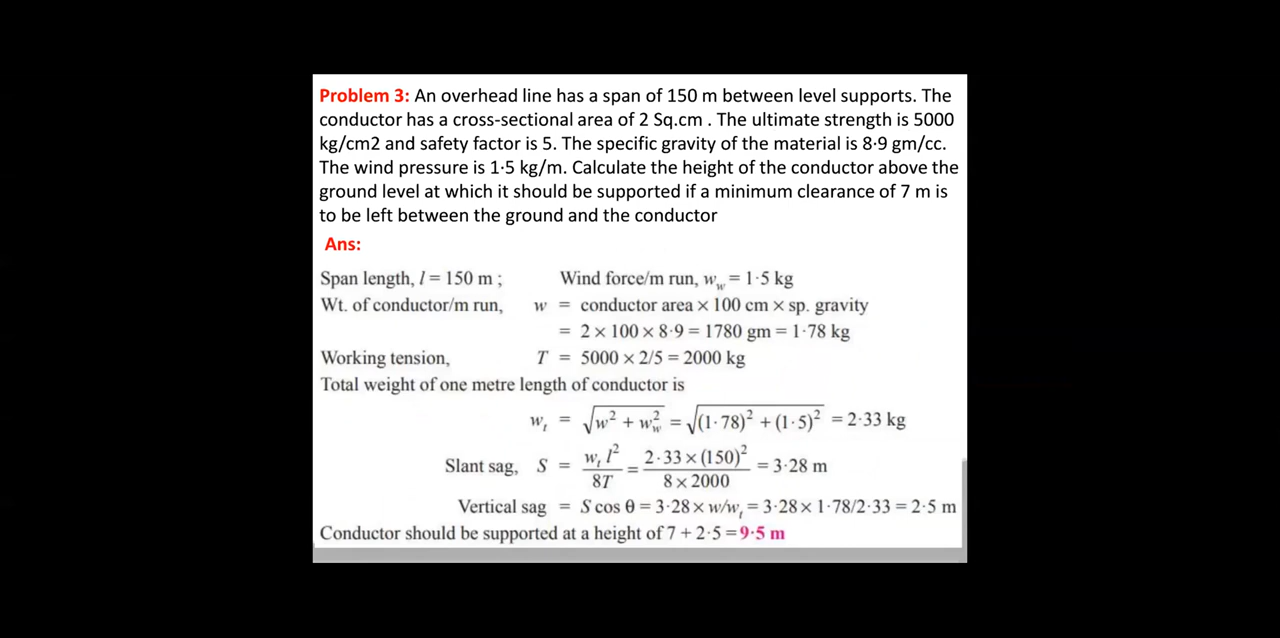 Problem 3: An overhead line has a span of 150 m between level supports. The
conductor has a cross-sectional area of 2 Sq.cm . The ultimate strength is 5000
kg/cm2 and safety factor is 5. The specific gravity of the material is 8·9 gm/cc.
The wind pressure is 1·5 kg/m. Calculate the height of the conductor above the
ground level at which it should be supported if a minimum clearance of 7 m is
to be left between the ground and the conductor
Ans:
Span length, l = 150 m ; Wind force/m run, w_w = 1·5 kg
Wt. of conductor/m run, w = conductor area × 100 cm × sp. gravity
= 2 × 100 × 8·9 = 1780 gm = 1·78 kg
Working tension, T = 5000 × 2/5 = 2000 kg
Total weight of one metre length of conductor is
w_t = √(w² + w_w²) = √((1·78)² + (1·5)²) = 2·33 kg
Slant sag, S = w_t l² / 8T = 2·33 × (150)² / 8 × 2000 = 3·28 m
Vertical sag = S cos θ = 3·28 × w/w_t = 3·28 × 1·78/2·33 = 2·5 m
Conductor should be supported at a height of 7 + 2·5 = 9·5 m